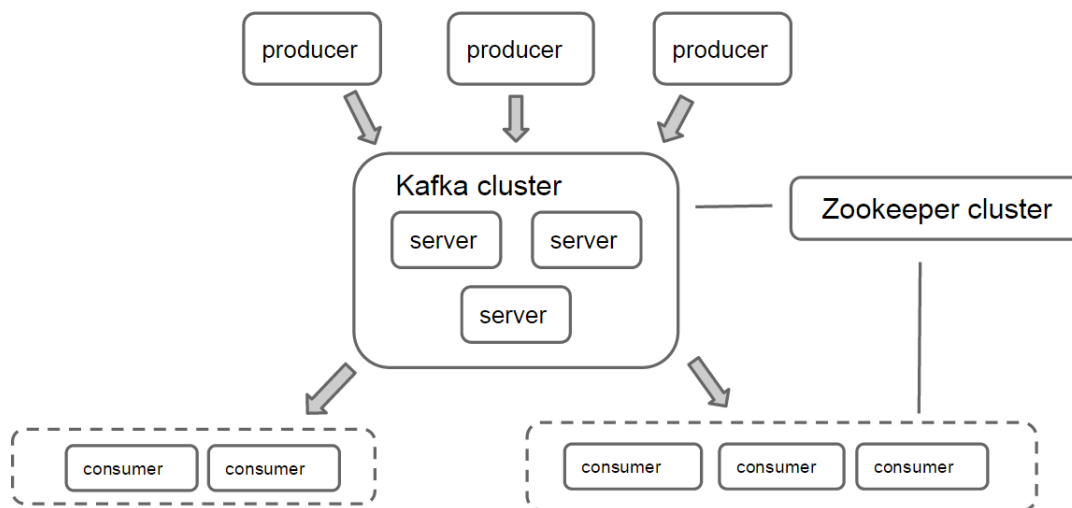 producer
producer
producer
Kafka cluster
server
server
server
Zookeeper cluster
consumer
consumer
consumer
consumer
consumer